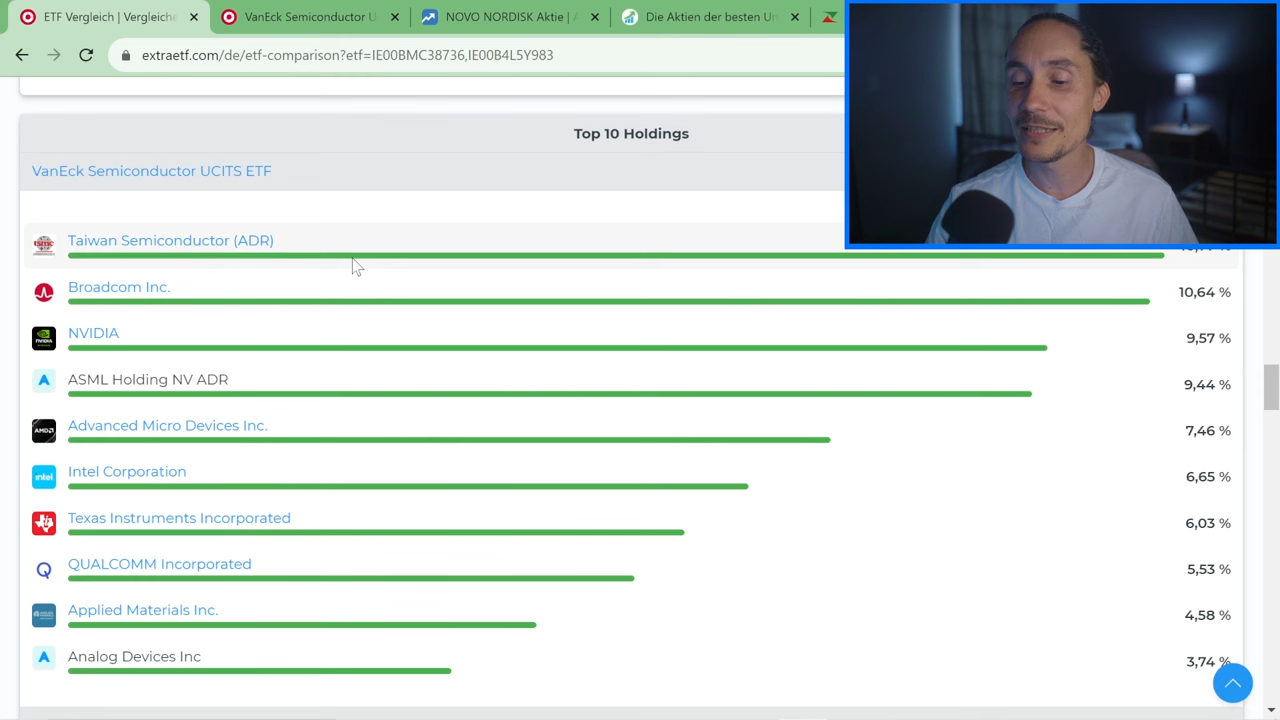 ETF Vergleich | Vergleiche
VanEck Semiconductor U
NOVO NORDISK Aktie | A
Die Aktien der besten Un
extraetf.com/de/etf-comparison?etf=IE00BMC38736,IE00B4L5Y983
Top 10 Holdings
VanEck Semiconductor UCITS ETF
Taiwan Semiconductor (ADR)
Broadcom Inc.
10,64 %
NVIDIA
9,57 %
ASML Holding NV ADR
9,44 %
Advanced Micro Devices Inc.
7,46 %
Intel Corporation
6,65 %
Texas Instruments Incorporated
6,03 %
QUALCOMM Incorporated
5,53 %
Applied Materials Inc.
4,58 %
Analog Devices Inc
3,74 %